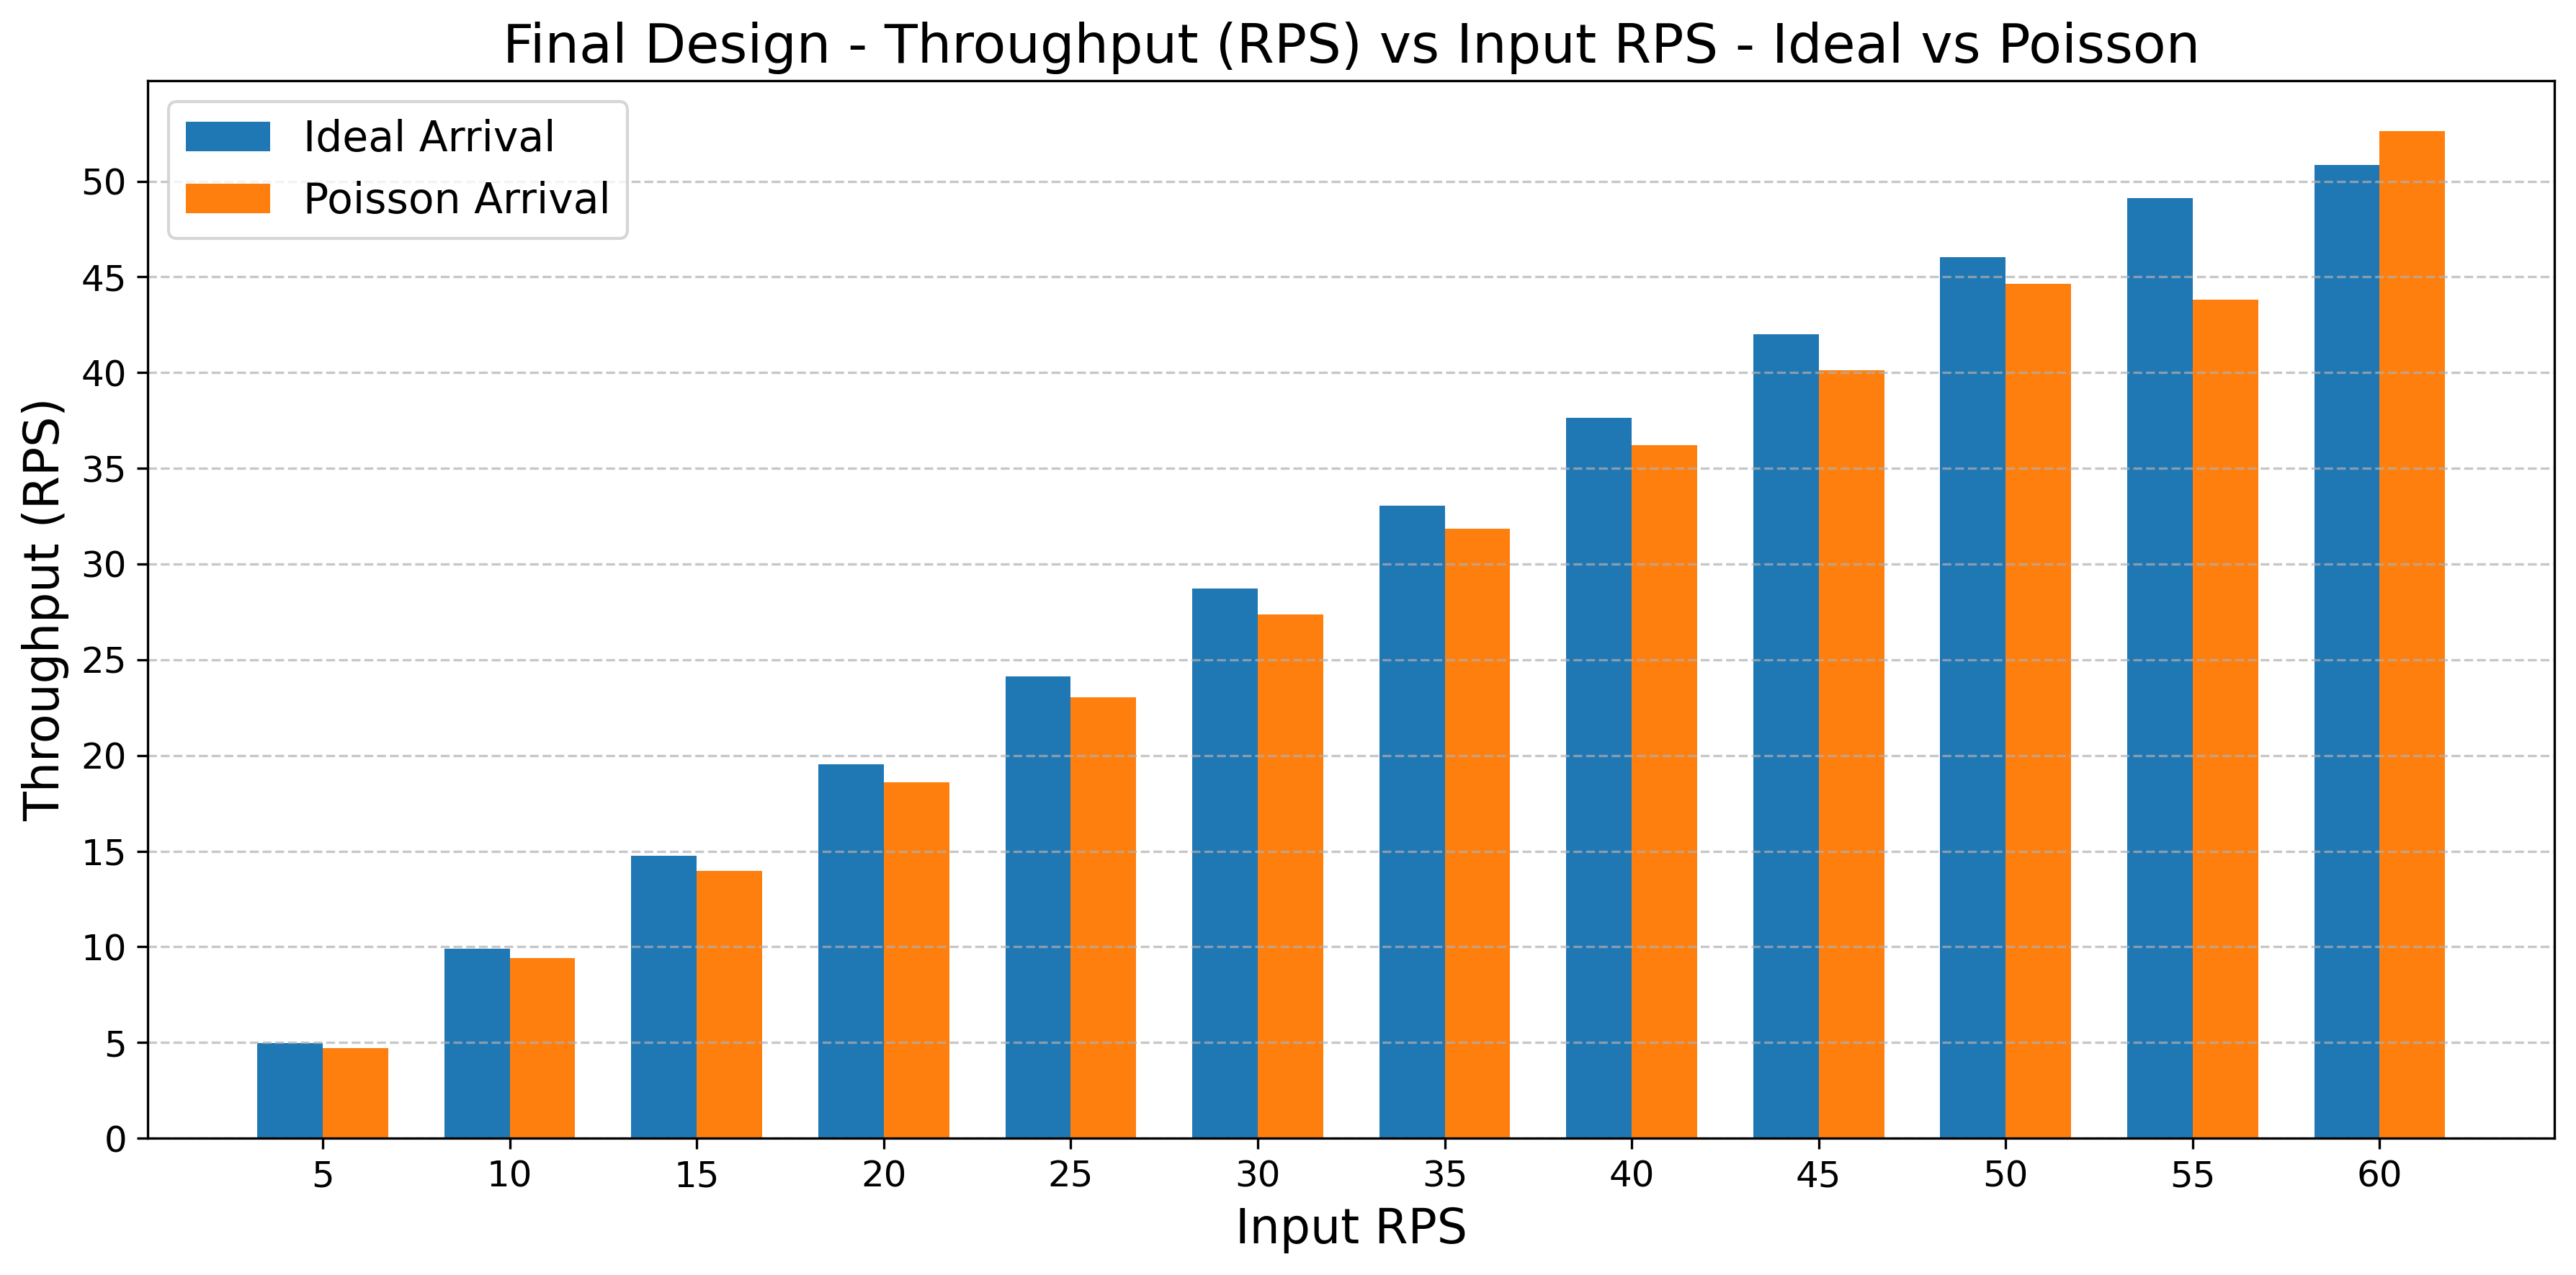 Final Design - Throughput (RPS) vs Input RPS - Ideal vs Poisson
Ideal Arrival
Poisson Arrival
Throughput (RPS)
50
45
40
35
30
25
20
15
10
5
0
5 10 15 20 25 30 35 40 45 50 55 60
Input RPS